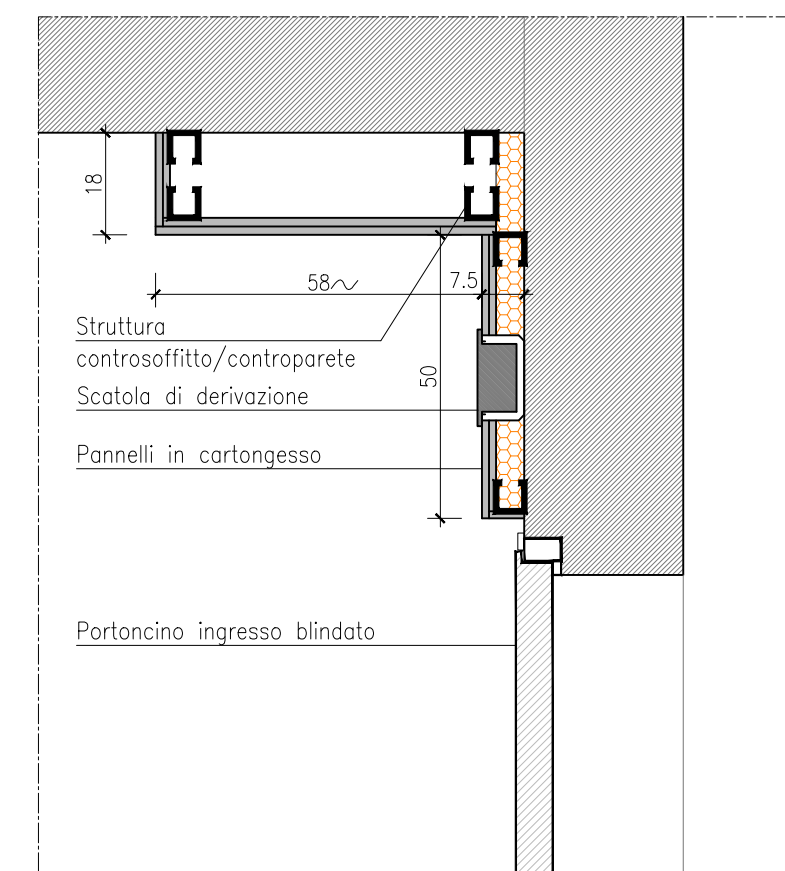 18
58~
7.5
Struttura
controsoffitto/controparete
50
Scatola di derivazione
Pannelli in cartongesso
Portoncino ingresso blindato